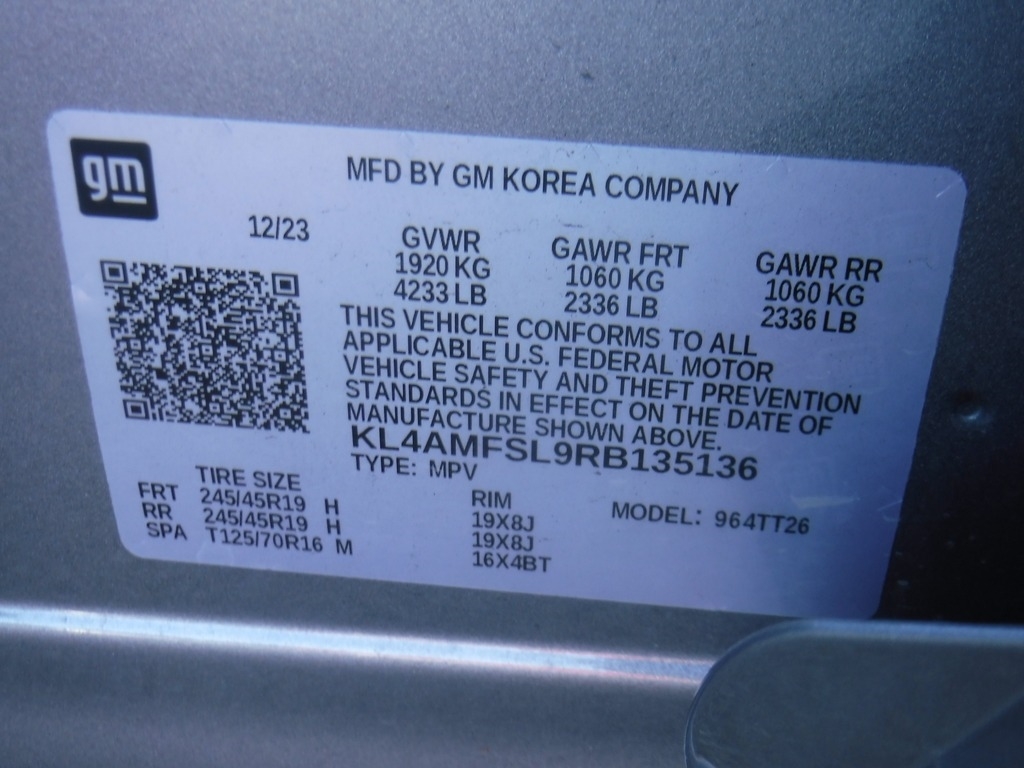 gm
MFD BY GM KOREA COMPANY
12/23
GVWR GAWR FRT GAWR RR
1920 KG 1060 KG 1060 KG
4233 LB 2336 LB 2336 LB
THIS VEHICLE CONFORMS TO ALL
APPLICABLE U.S. FEDERAL MOTOR
VEHICLE SAFETY AND THEFT PREVENTION
STANDARDS IN EFFECT ON THE DATE OF
MANUFACTURE SHOWN ABOVE.
KL4AMFSL9RB135136
TYPE: MPV
TIRE SIZE RIM MODEL: 964TT26
FRT 245/45R19 H 19X8J
RR 245/45R19 H 19X8J
SPA T125/70R16 M 16X4BT